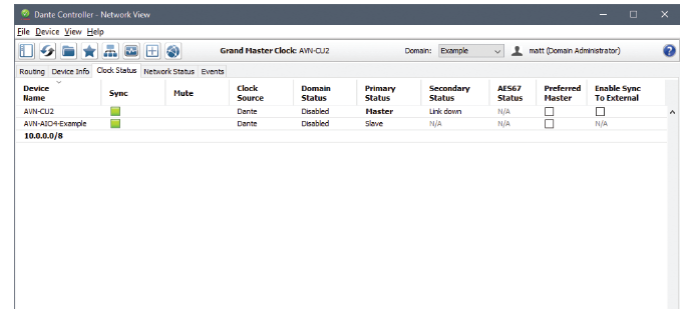 Dante Controller - Network View
File Device View Help
Grand Master Clock: AVN-CU2 Domain: Example matt (Domain Administrator) ?
Routing Device Info Clock Status Network Status Events
Device Name Sync Mute Clock Source Domain Status Primary Status Secondary Status AES67 Status Preferred Master Enable Sync To External
AVN-CU2 Dante Disabled Master Link down N/A
AVN-AIO4-Example Dante Disabled Slave N/A N/A N/A
10.0.0.0/8